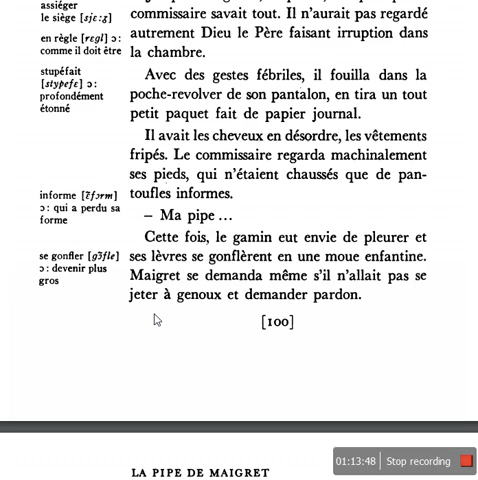 assiéger
le siège [sjɛ:ʒ]
en règle [rɛgl] ɔ:
comme il doit être
stupéfait
[stypefɛ] ɔ:
profondément
étonné
informe [ɛ̃fɔrm]
ɔ: qui a perdu sa
forme
se gonfler [gɔ̃fle]
ɔ: devenir plus
gros
commissaire savait tout. Il n'aurait pas regardé
autrement Dieu le Père faisant irruption dans
la chambre.
Avec des gestes fébriles, il fouilla dans la
poche-revolver de son pantalon, en tira un tout
petit paquet fait de papier journal.
Il avait les cheveux en désordre, les vêtements
fripés. Le commissaire regarda machinalement
ses pieds, qui n'étaient chaussés que de pan-
toufles informes.
– Ma pipe ...
Cette fois, le gamin eut envie de pleurer et
ses lèvres se gonflèrent en une moue enfantine.
Maigret se demanda même s'il n'allait pas se
jeter à genoux et demander pardon.
[100]
LA PIPE DE MAIGRET
01:13:48 Stop recording